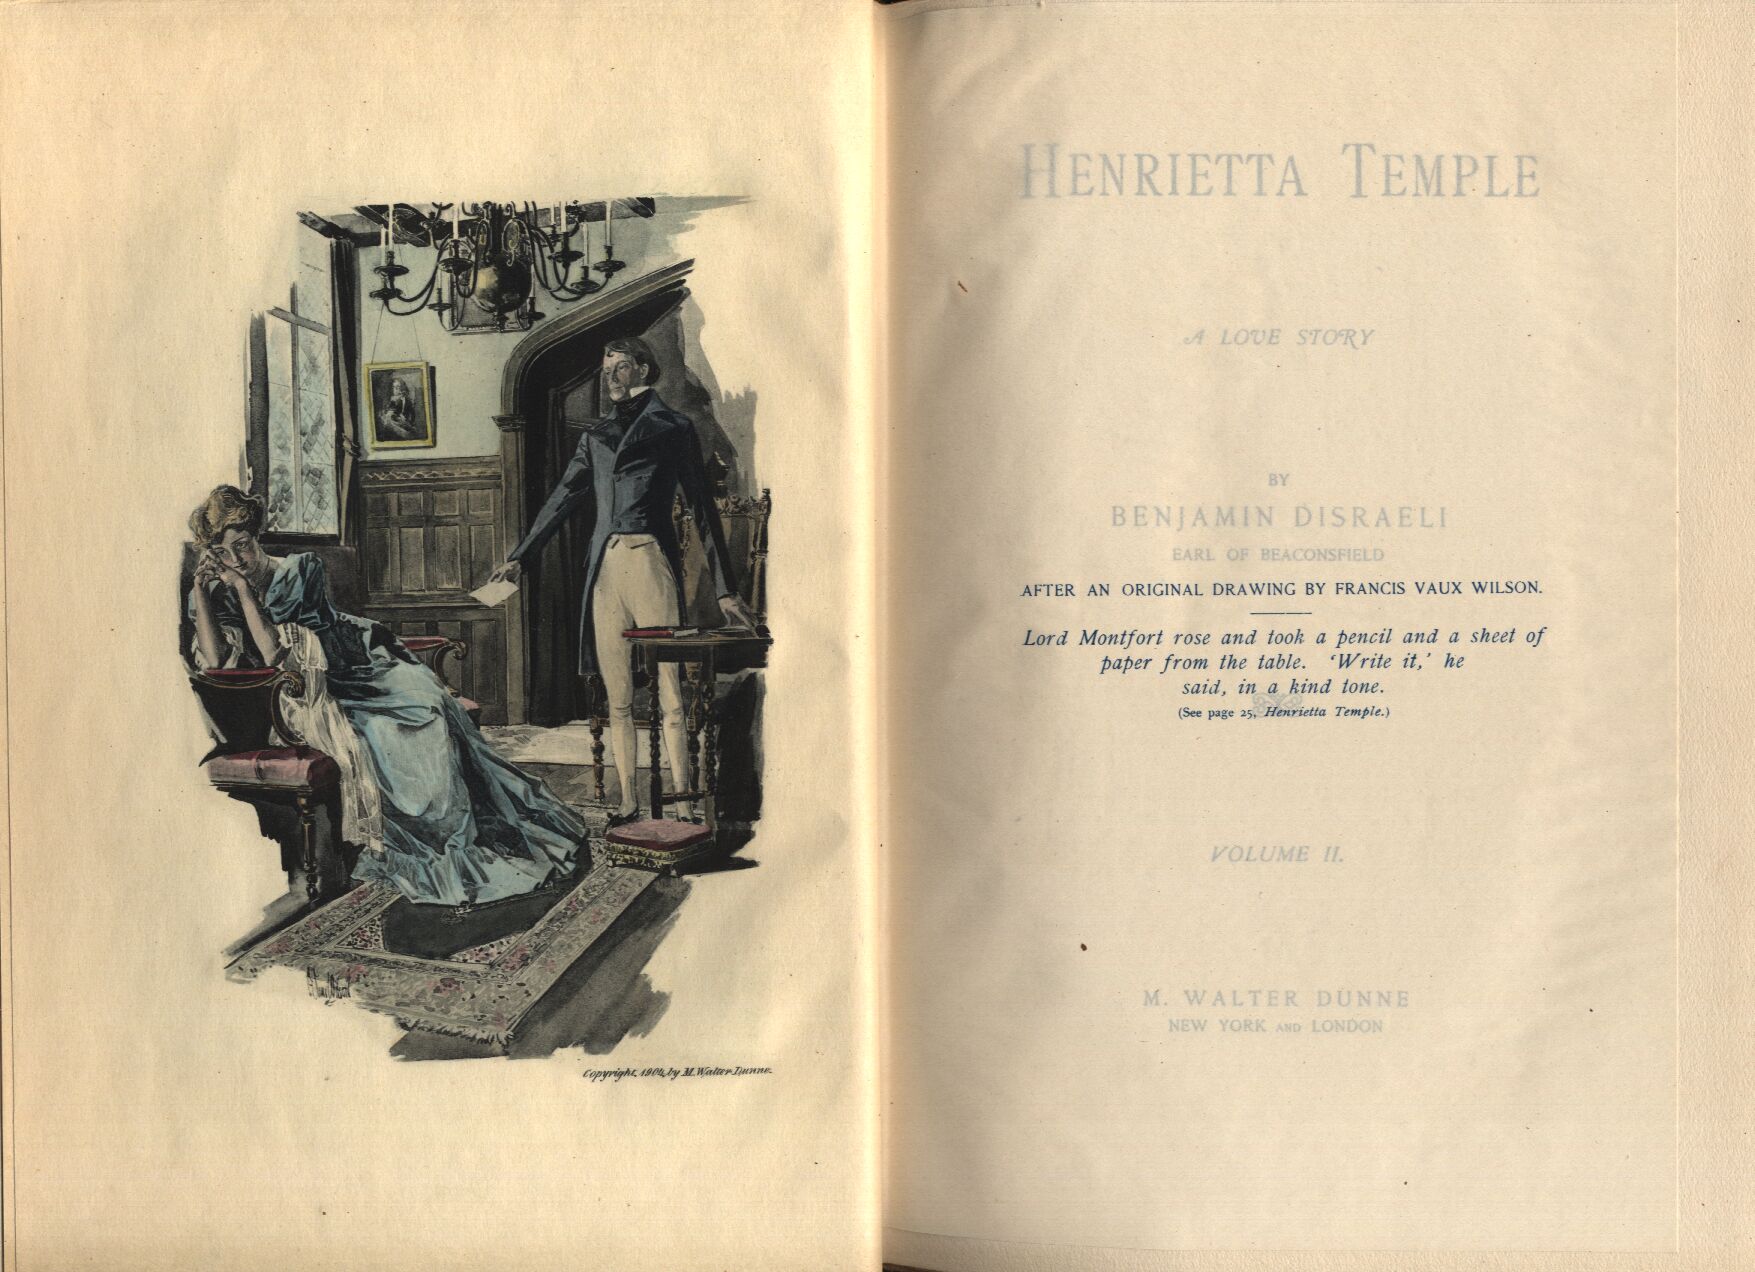 Copyright, 1904, by M. Walter Dunne.
HENRIETTA TEMPLE
A LOVE STORY
BY
BENJAMIN DISRAELI
EARL OF BEACONSFIELD
AFTER AN ORIGINAL DRAWING BY FRANCIS VAUX WILSON.
Lord Montfort rose and took a pencil and a sheet of
paper from the table. ‘Write it,’ he
said, in a kind tone.
(See page 25, Henrietta Temple.)
VOLUME II.
M. WALTER DUNNE
NEW YORK AND LONDON